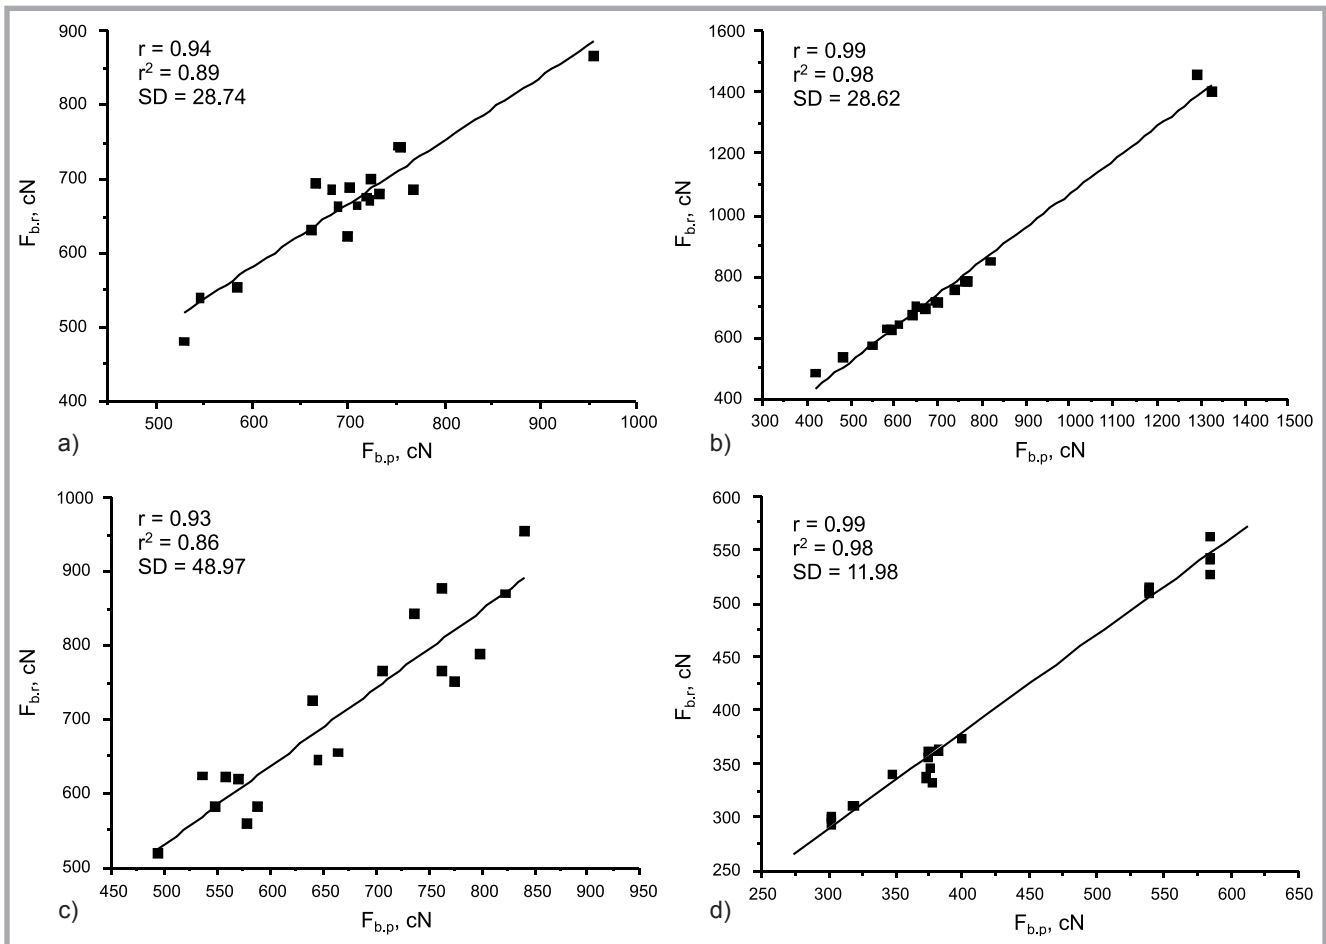 r = 0.94
r² = 0.89
SD = 28.74
900
800
700
600
500
400
F_b.r, cN
500 600 700 800 900 1000
F_b.p, cN
a)
r = 0.99
r² = 0.98
SD = 28.62
1600
1400
1200
1000
800
600
400
F_b.r, cN
300 400 500 600 700 800 900 1000 1100 1200 1300 1400 1500
F_b.p, cN
b)
r = 0.93
r² = 0.86
SD = 48.97
1000
900
800
700
600
500
F_b.r, cN
450 500 550 600 650 700 750 800 850 900 950
F_b.p, cN
c)
r = 0.99
r² = 0.98
SD = 11.98
600
550
500
450
400
350
300
250
F_b.r, cN
250 300 350 400 450 500 550 600 650
F_b.p, cN
d)